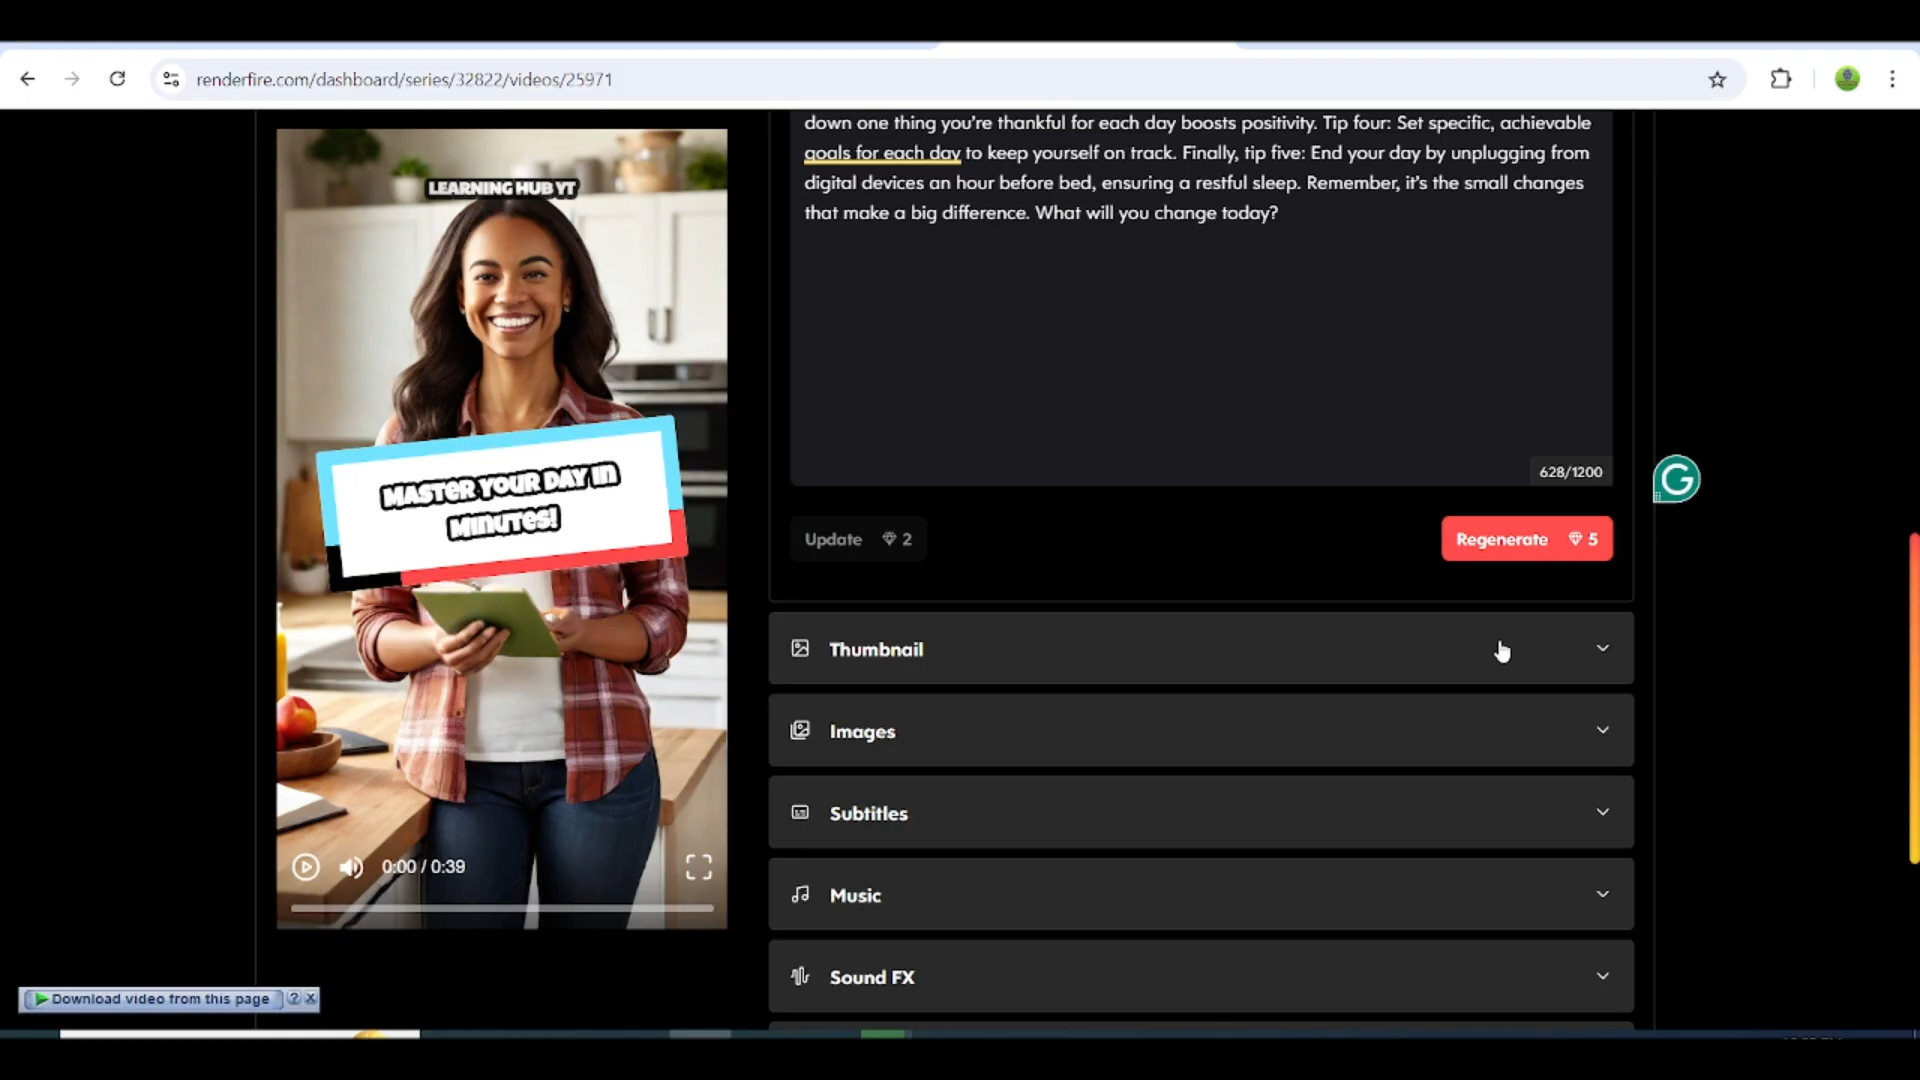 renderfire.com/dashboard/series/32822/videos/25971
LEARNING HUB YT
MASTER YOUR DAY IN
MINUTES!
0:00 / 0:39
down one thing you're thankful for each day boosts positivity. Tip four: Set specific, achievable
goals for each day to keep yourself on track. Finally, tip five: End your day by unplugging from
digital devices an hour before bed, ensuring a restful sleep. Remember, it's the small changes
that make a big difference. What will you change today?
628/1200
G
Update 2
Regenerate 5
Thumbnail
Images
Subtitles
Music
Sound FX
Download video from this page ? X